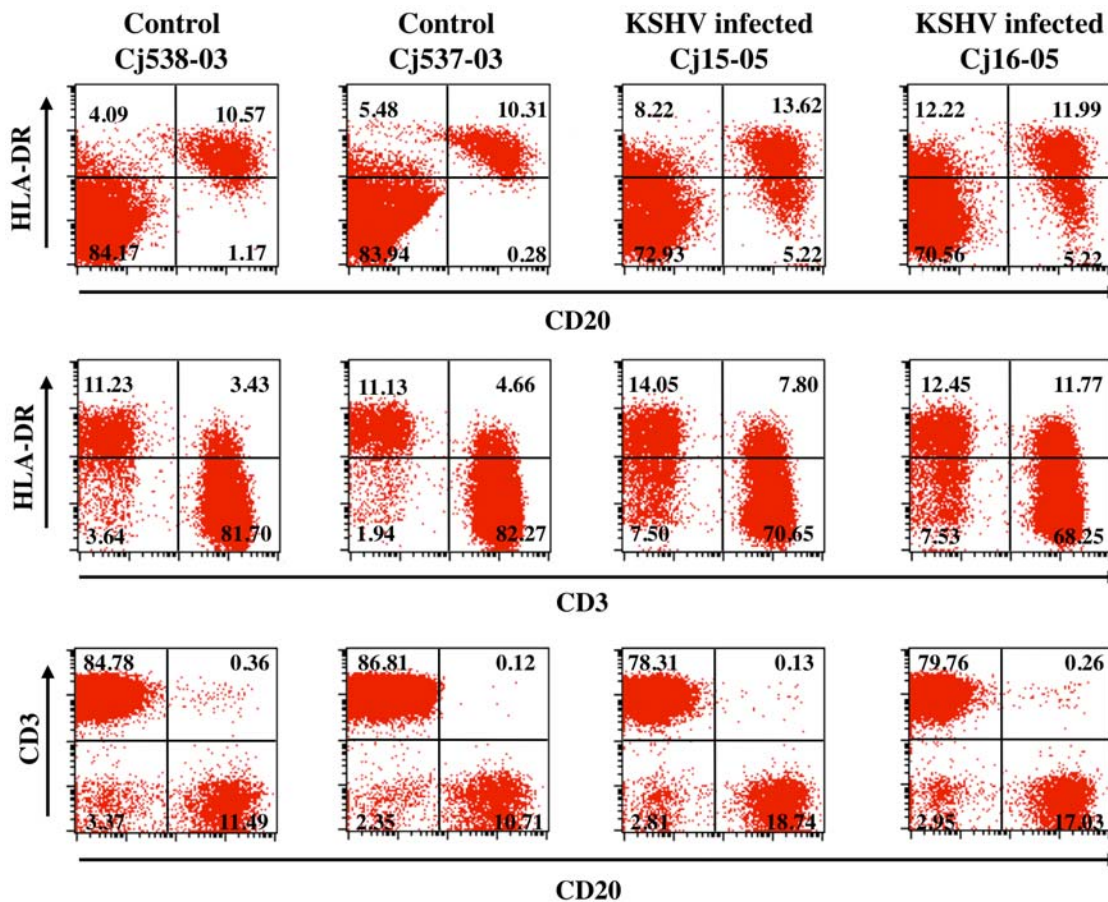 Control
Cj538-03
Control
Cj537-03
KSHV infected
Cj15-05
KSHV infected
Cj16-05
HLA-DR
4.09 10.57
84.17 1.17
5.48 10.31
83.94 0.28
8.22 13.62
72.93 5.22
12.22 11.99
70.56 5.22
CD20
HLA-DR
11.23 3.43
3.64 81.70
11.13 4.66
1.94 82.27
14.05 7.80
7.50 70.65
12.45 11.77
7.53 68.25
CD3
CD3
84.78 0.36
3.37 11.49
86.81 0.12
2.35 10.71
78.31 0.13
2.81 18.74
79.76 0.26
2.95 17.03
CD20